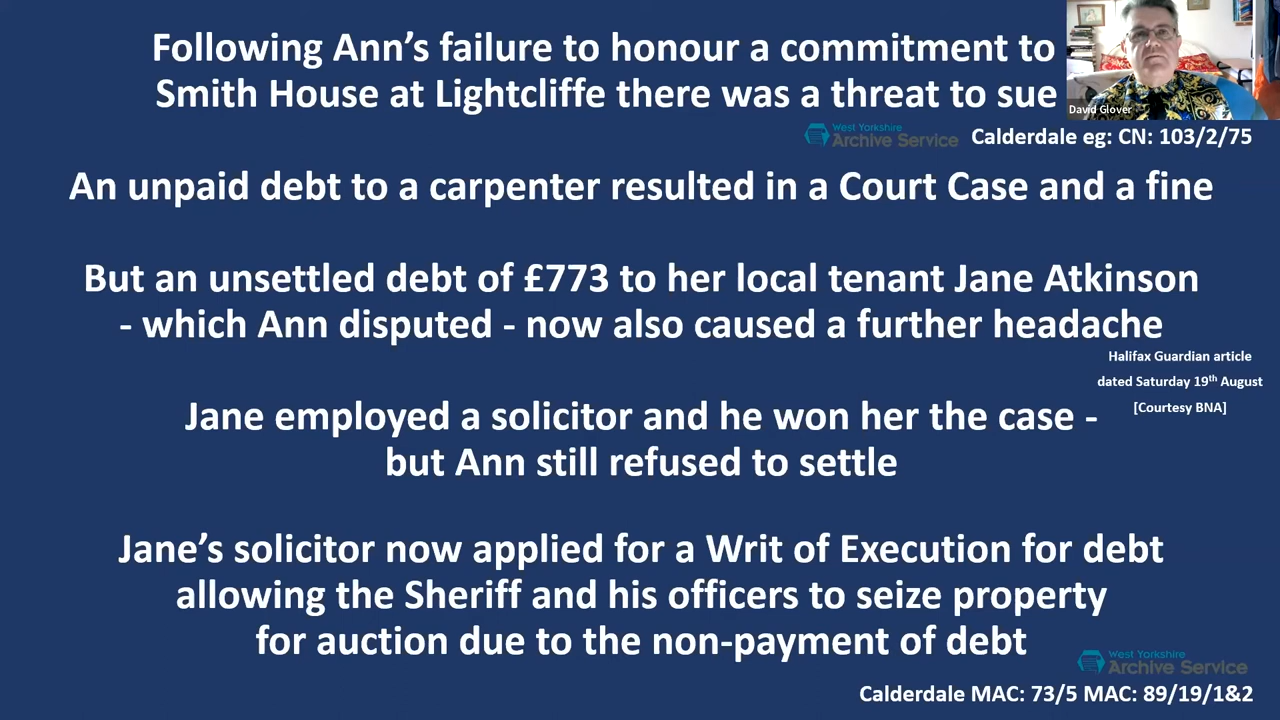 Following Ann's failure to honour a commitment to
Smith House at Lightcliffe there was a threat to sue
David Glover
West Yorkshire
Archive Service
Calderdale eg: CN: 103/2/75
An unpaid debt to a carpenter resulted in a Court Case and a fine
But an unsettled debt of £773 to her local tenant Jane Atkinson
- which Ann disputed - now also caused a further headache
Halifax Guardian article
dated Saturday 19th August
[Courtesy BNA]
Jane employed a solicitor and he won her the case -
but Ann still refused to settle
Jane's solicitor now applied for a Writ of Execution for debt
allowing the Sheriff and his officers to seize property
for auction due to the non-payment of debt
West Yorkshire
Archive Service
Calderdale MAC: 73/5 MAC: 89/19/1&2